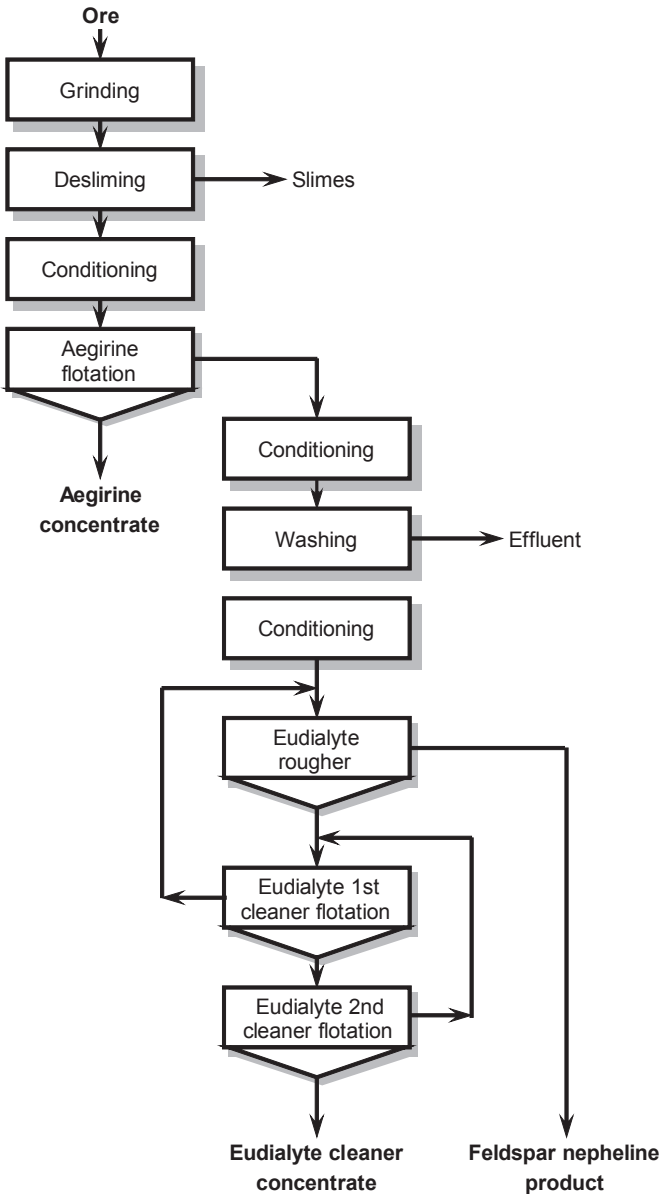 Ore
Grinding
Desliming
Slimes
Conditioning
Aegirine
flotation
Conditioning
Aegirine
concentrate
Washing
Effluent
Conditioning
Eudialyte
rougher
Eudialyte 1st
cleaner flotation
Eudialyte 2nd
cleaner flotation
Eudialyte cleaner
concentrate
Feldspar nepheline
product